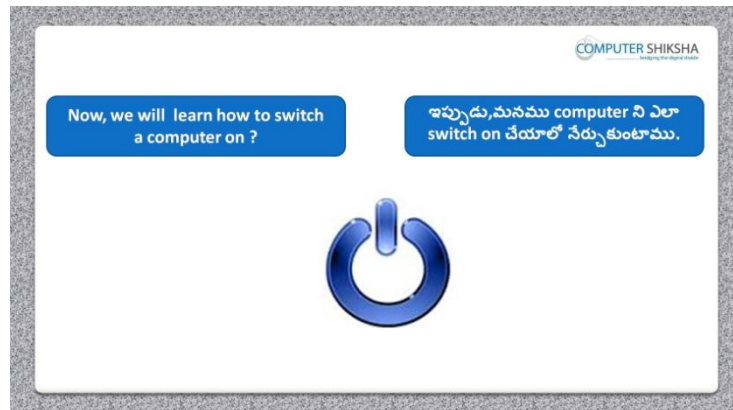 COMPUTER SHIKSHA
bridging the digital divide
Now, we will learn how to switch
a computer on ?
ఇప్పుడు,మనము computer ని ఎలా
switch on చేయాలో నేర్చుకుంటాము.